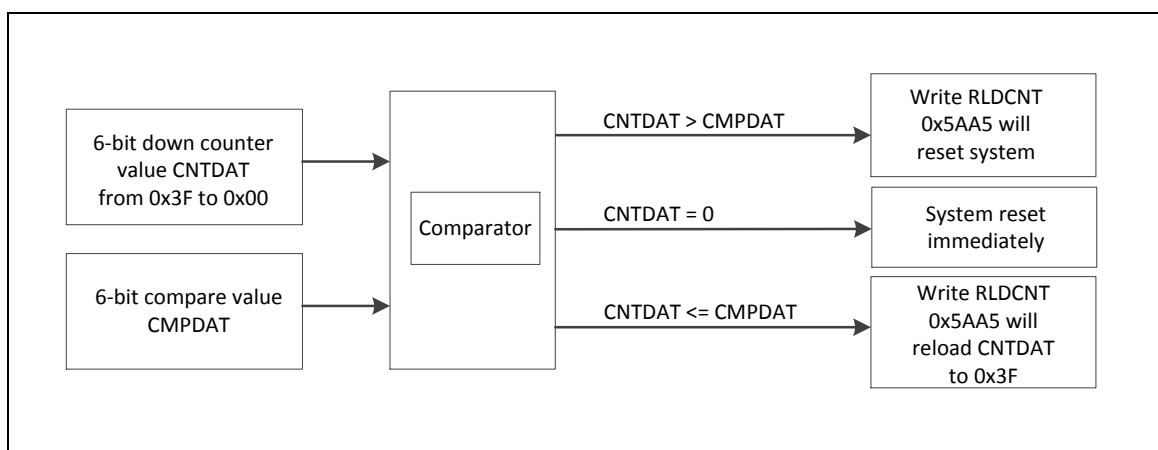 6-bit down counter
value CNTDAT
from 0x3F to 0x00
6-bit compare value
CMPDAT
Comparator
CNTDAT > CMPDAT
CNTDAT = 0
CNTDAT <= CMPDAT
Write RLDCNT
0x5AA5 will
reset system
System reset
immediately
Write RLDCNT
0x5AA5 will
reload CNTDAT
to 0x3F